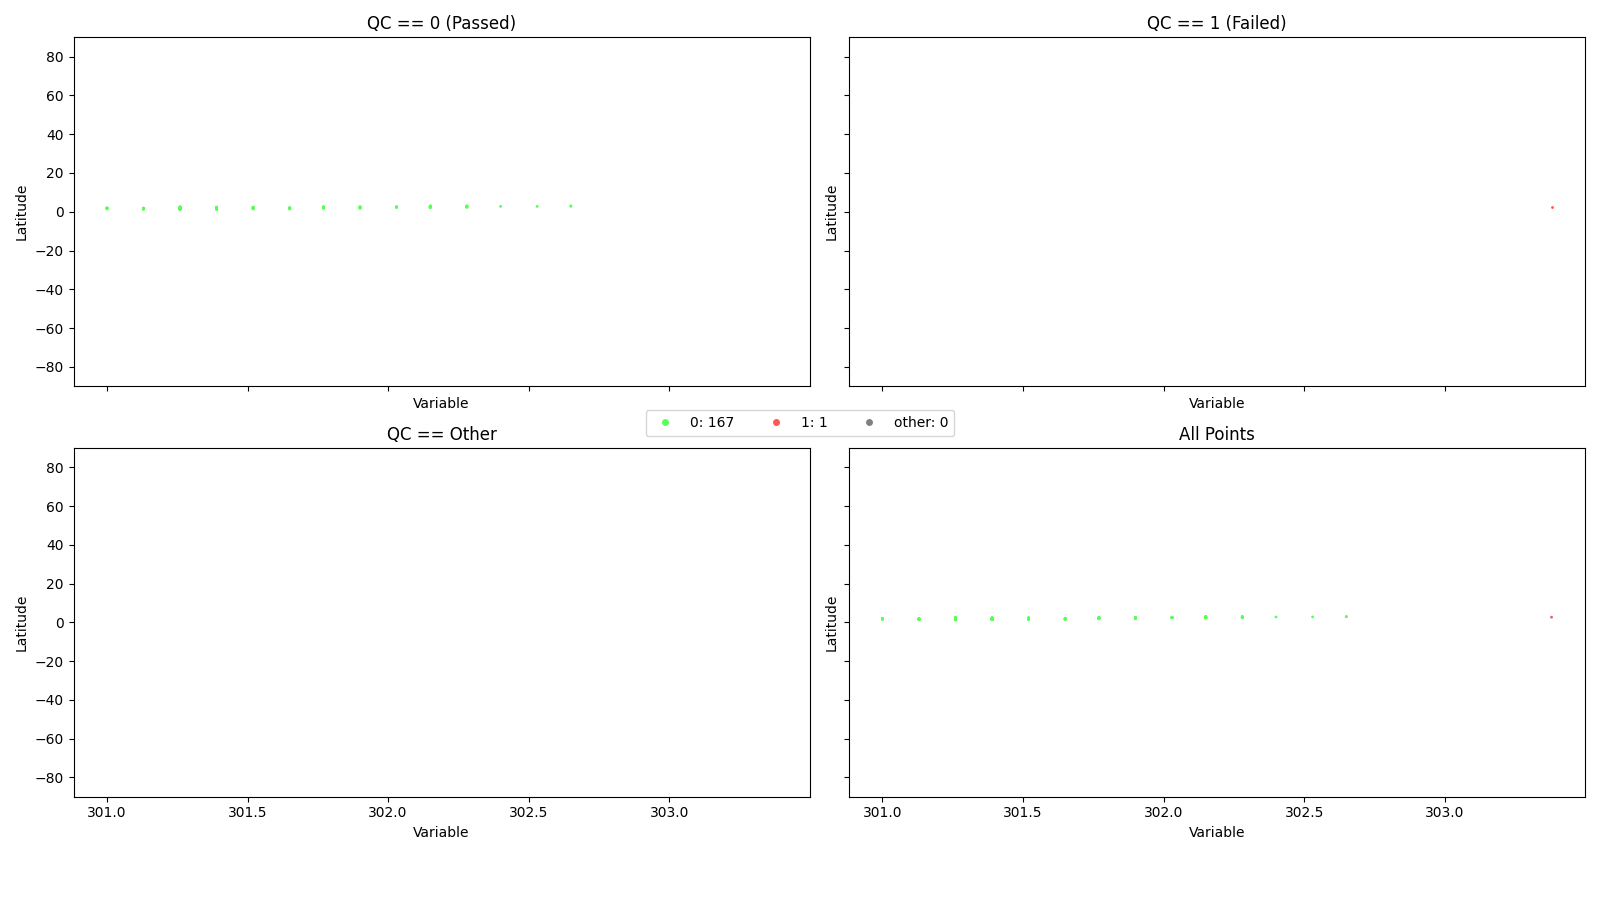 QC == 0 (Passed)
80
60
40
20
0
−20
−40
−60
−80
Latitude
Variable
QC == 1 (Failed)
Latitude
Variable
0: 167
1: 1
other: 0
QC == Other
80
60
40
20
0
−20
−40
−60
−80
Latitude
301.0 301.5 302.0 302.5 303.0
Variable
All Points
Latitude
301.0 301.5 302.0 302.5 303.0
Variable